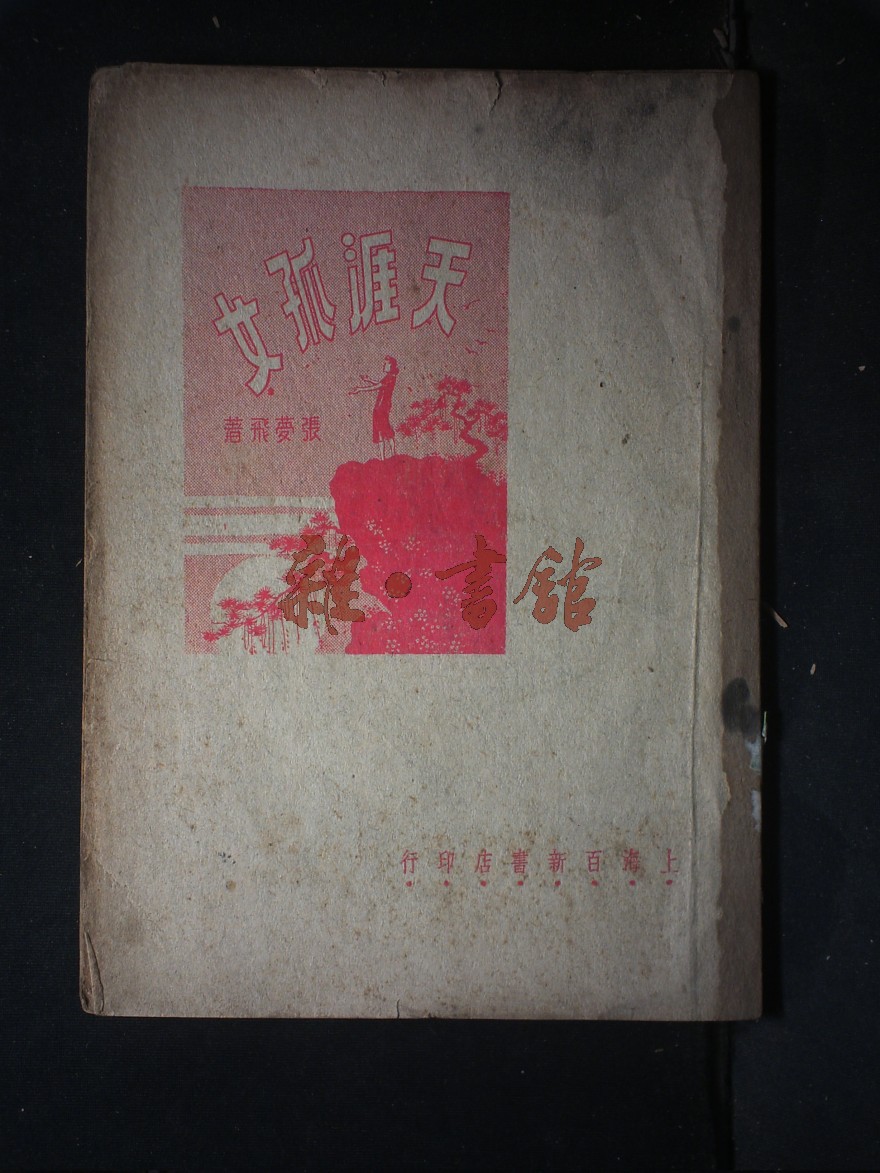 天涯孤女
張夢飛著
雜·書館
上海百新書店印行